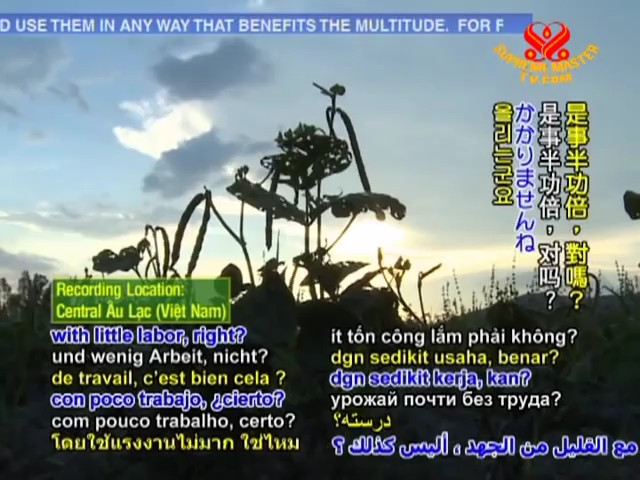 D USE THEM IN ANY WAY THAT BENEFITS THE MULTITUDE. FOR F
SUPREME MASTER
TV.COM
是事半功倍，對嗎？
是事半功倍，对吗？
かかりませんね
올리는군요
Recording Location:
Central Âu Lạc (Việt Nam)
with little labor, right?
und wenig Arbeit, nicht?
de travail, c'est bien cela ?
con poco trabajo, ¿cierto?
com pouco trabalho, certo?
โดยใช้แรงงานไม่มาก ใช่ไหม
it tốn công lắm phải không?
dgn sedikit usaha, benar?
dgn sedikit kerja, kan?
урожай почти без труда?
درسته؟
مع القليل من الجهد ، أليس كذلك ؟